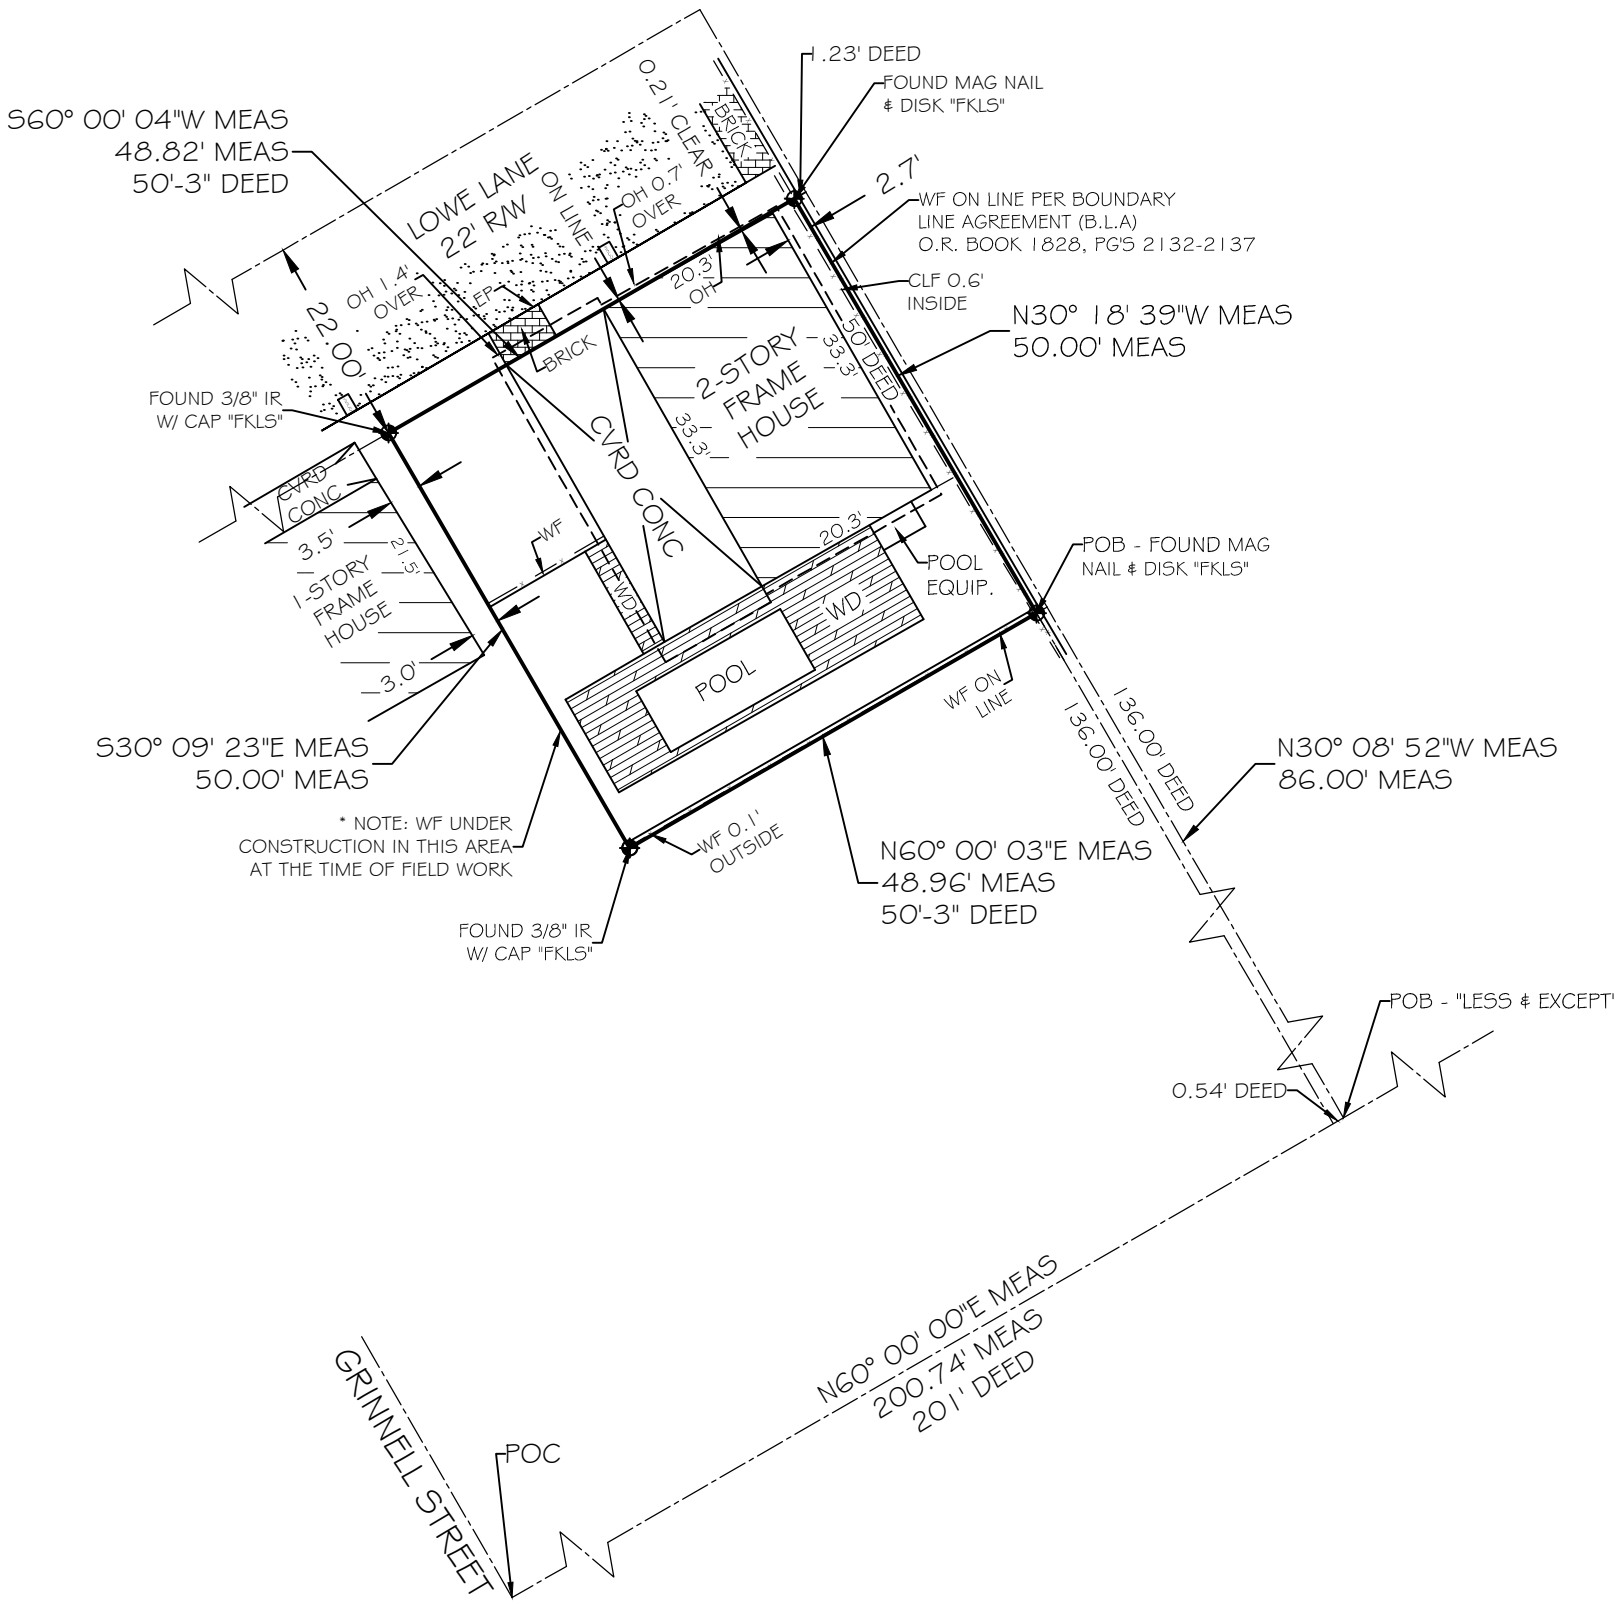 1.23' DEED
FOUND MAG NAIL
& DISK "FKLS"
S60° 00' 04"W MEAS
48.82' MEAS
50'-3" DEED
LOWE LANE
22' R/W
ON LINE
OH 0.7'
OVER
0.21' CLEAR
BRICK
2.7'
WF ON LINE PER BOUNDARY
LINE AGREEMENT (B.L.A)
O.R. BOOK 1828, PG'S 2132-2137
CLF 0.6'
INSIDE
N30° 18' 39"W MEAS
50.00' MEAS
22.00'
OH 1.4'
OVER
EP
BRICK
20.3'
OH
50' DEED
33.3'
2-STORY
FRAME
HOUSE
33.3'
CVRD CONC
FOUND 3/8" IR
W/ CAP "FKLS"
CVRD
CONC
3.5'
21.5'
1-STORY
FRAME
HOUSE
3.0'
WF
WD
20.3'
POOL
EQUIP.
WD
POOL
POB - FOUND MAG
NAIL & DISK "FKLS"
WF ON
LINE
S30° 09' 23"E MEAS
50.00' MEAS
* NOTE: WF UNDER
CONSTRUCTION IN THIS AREA
AT THE TIME OF FIELD WORK
WF 0.1'
OUTSIDE
136.00' DEED
136.00' DEED
N30° 08' 52"W MEAS
86.00' MEAS
N60° 00' 03"E MEAS
48.96' MEAS
50'-3" DEED
FOUND 3/8" IR
W/ CAP "FKLS"
POB - "LESS & EXCEPT'
0.54' DEED
N60° 00' 00"E MEAS
200.74' MEAS
201' DEED
GRINNELL STREET
POC